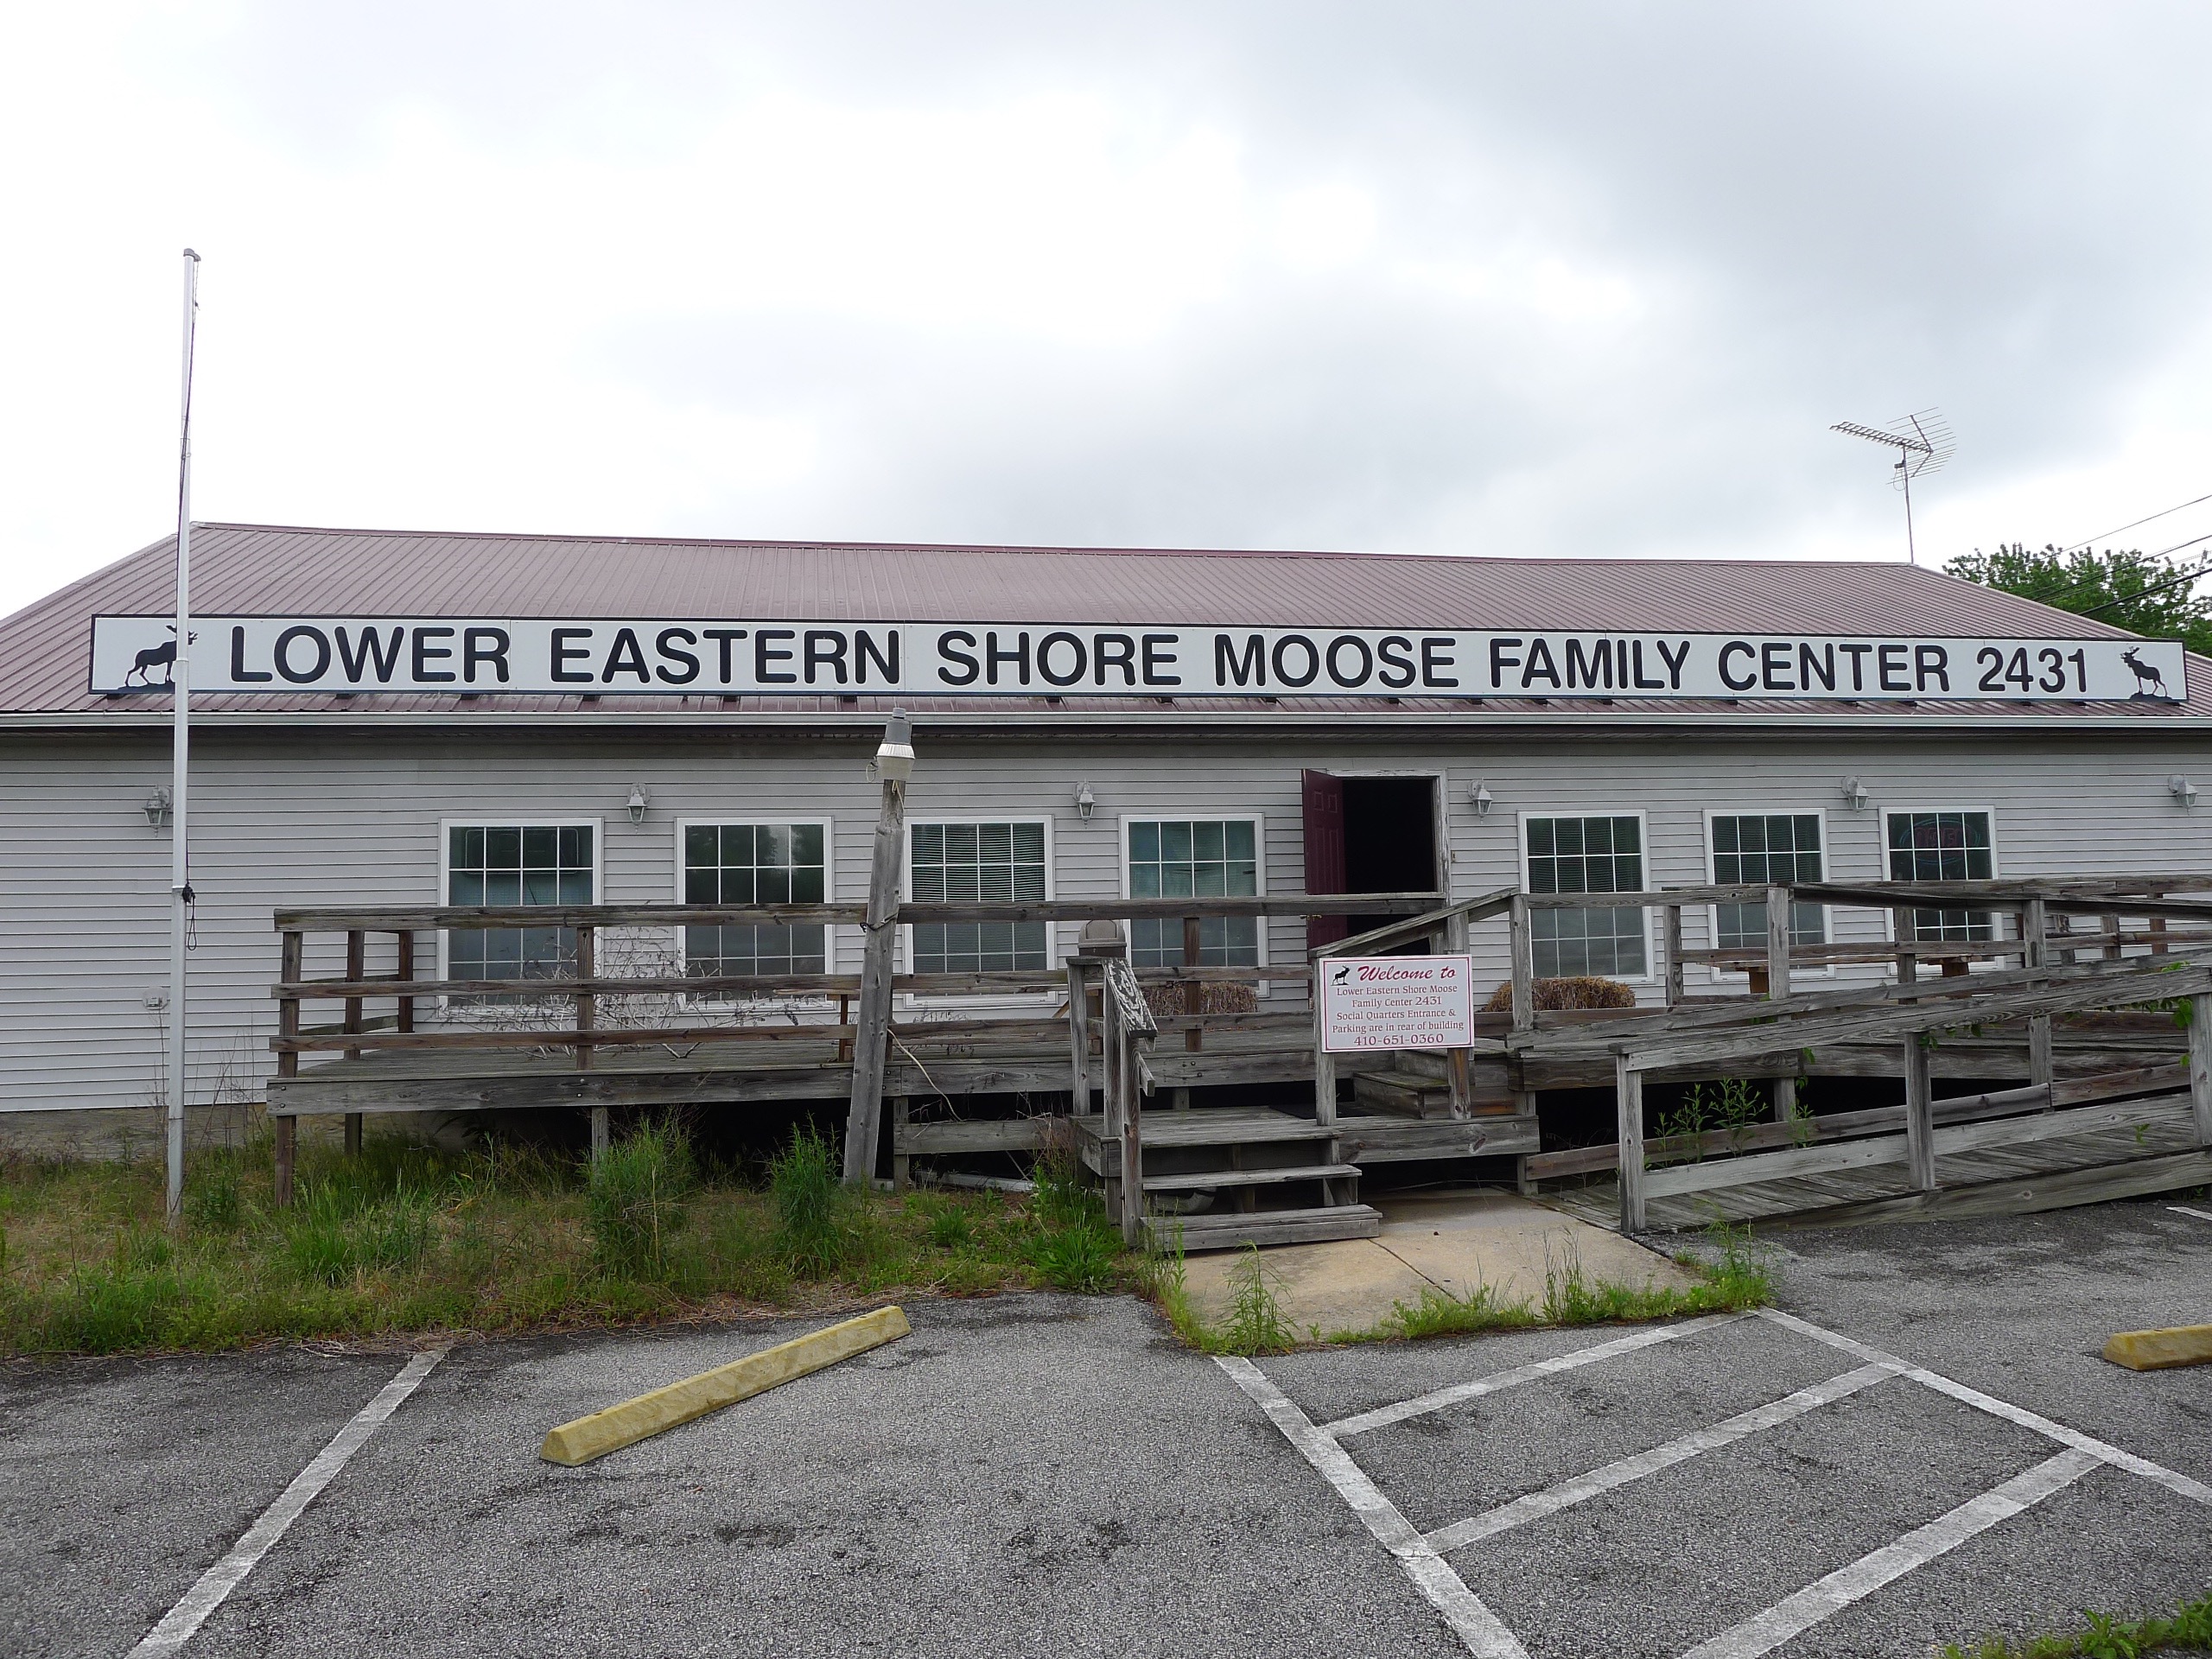 LOWER EASTERN SHORE MOOSE FAMILY CENTER 2431
Welcome to
Lower Eastern Shore Moose
Family Center 2431
Social Quarters Entrance &
Parking are in rear of building
410-651-0360